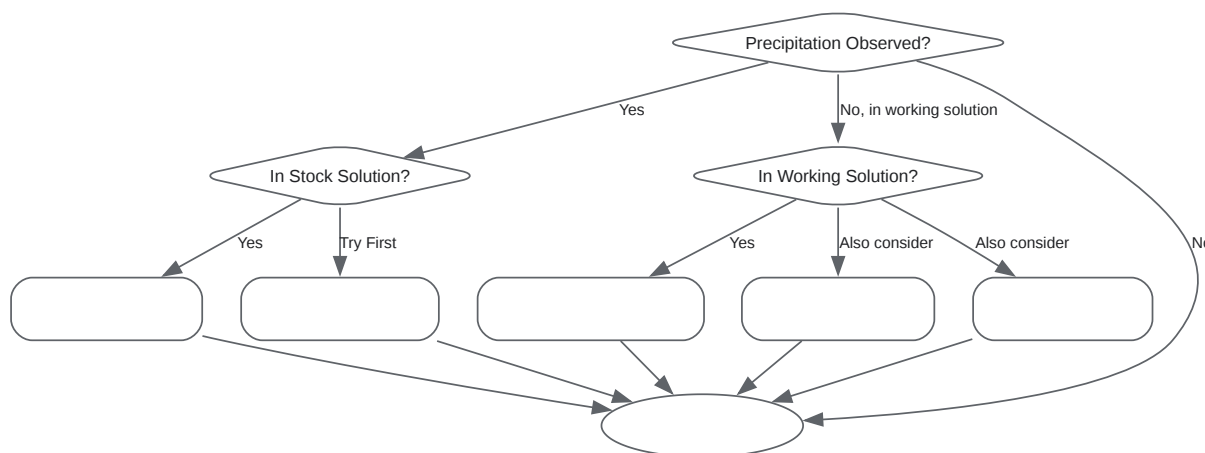 Precipitation Observed?
Yes
No, in working solution
In Stock Solution?
In Working Solution?
Yes
Try First
Yes
Also consider
Also consider